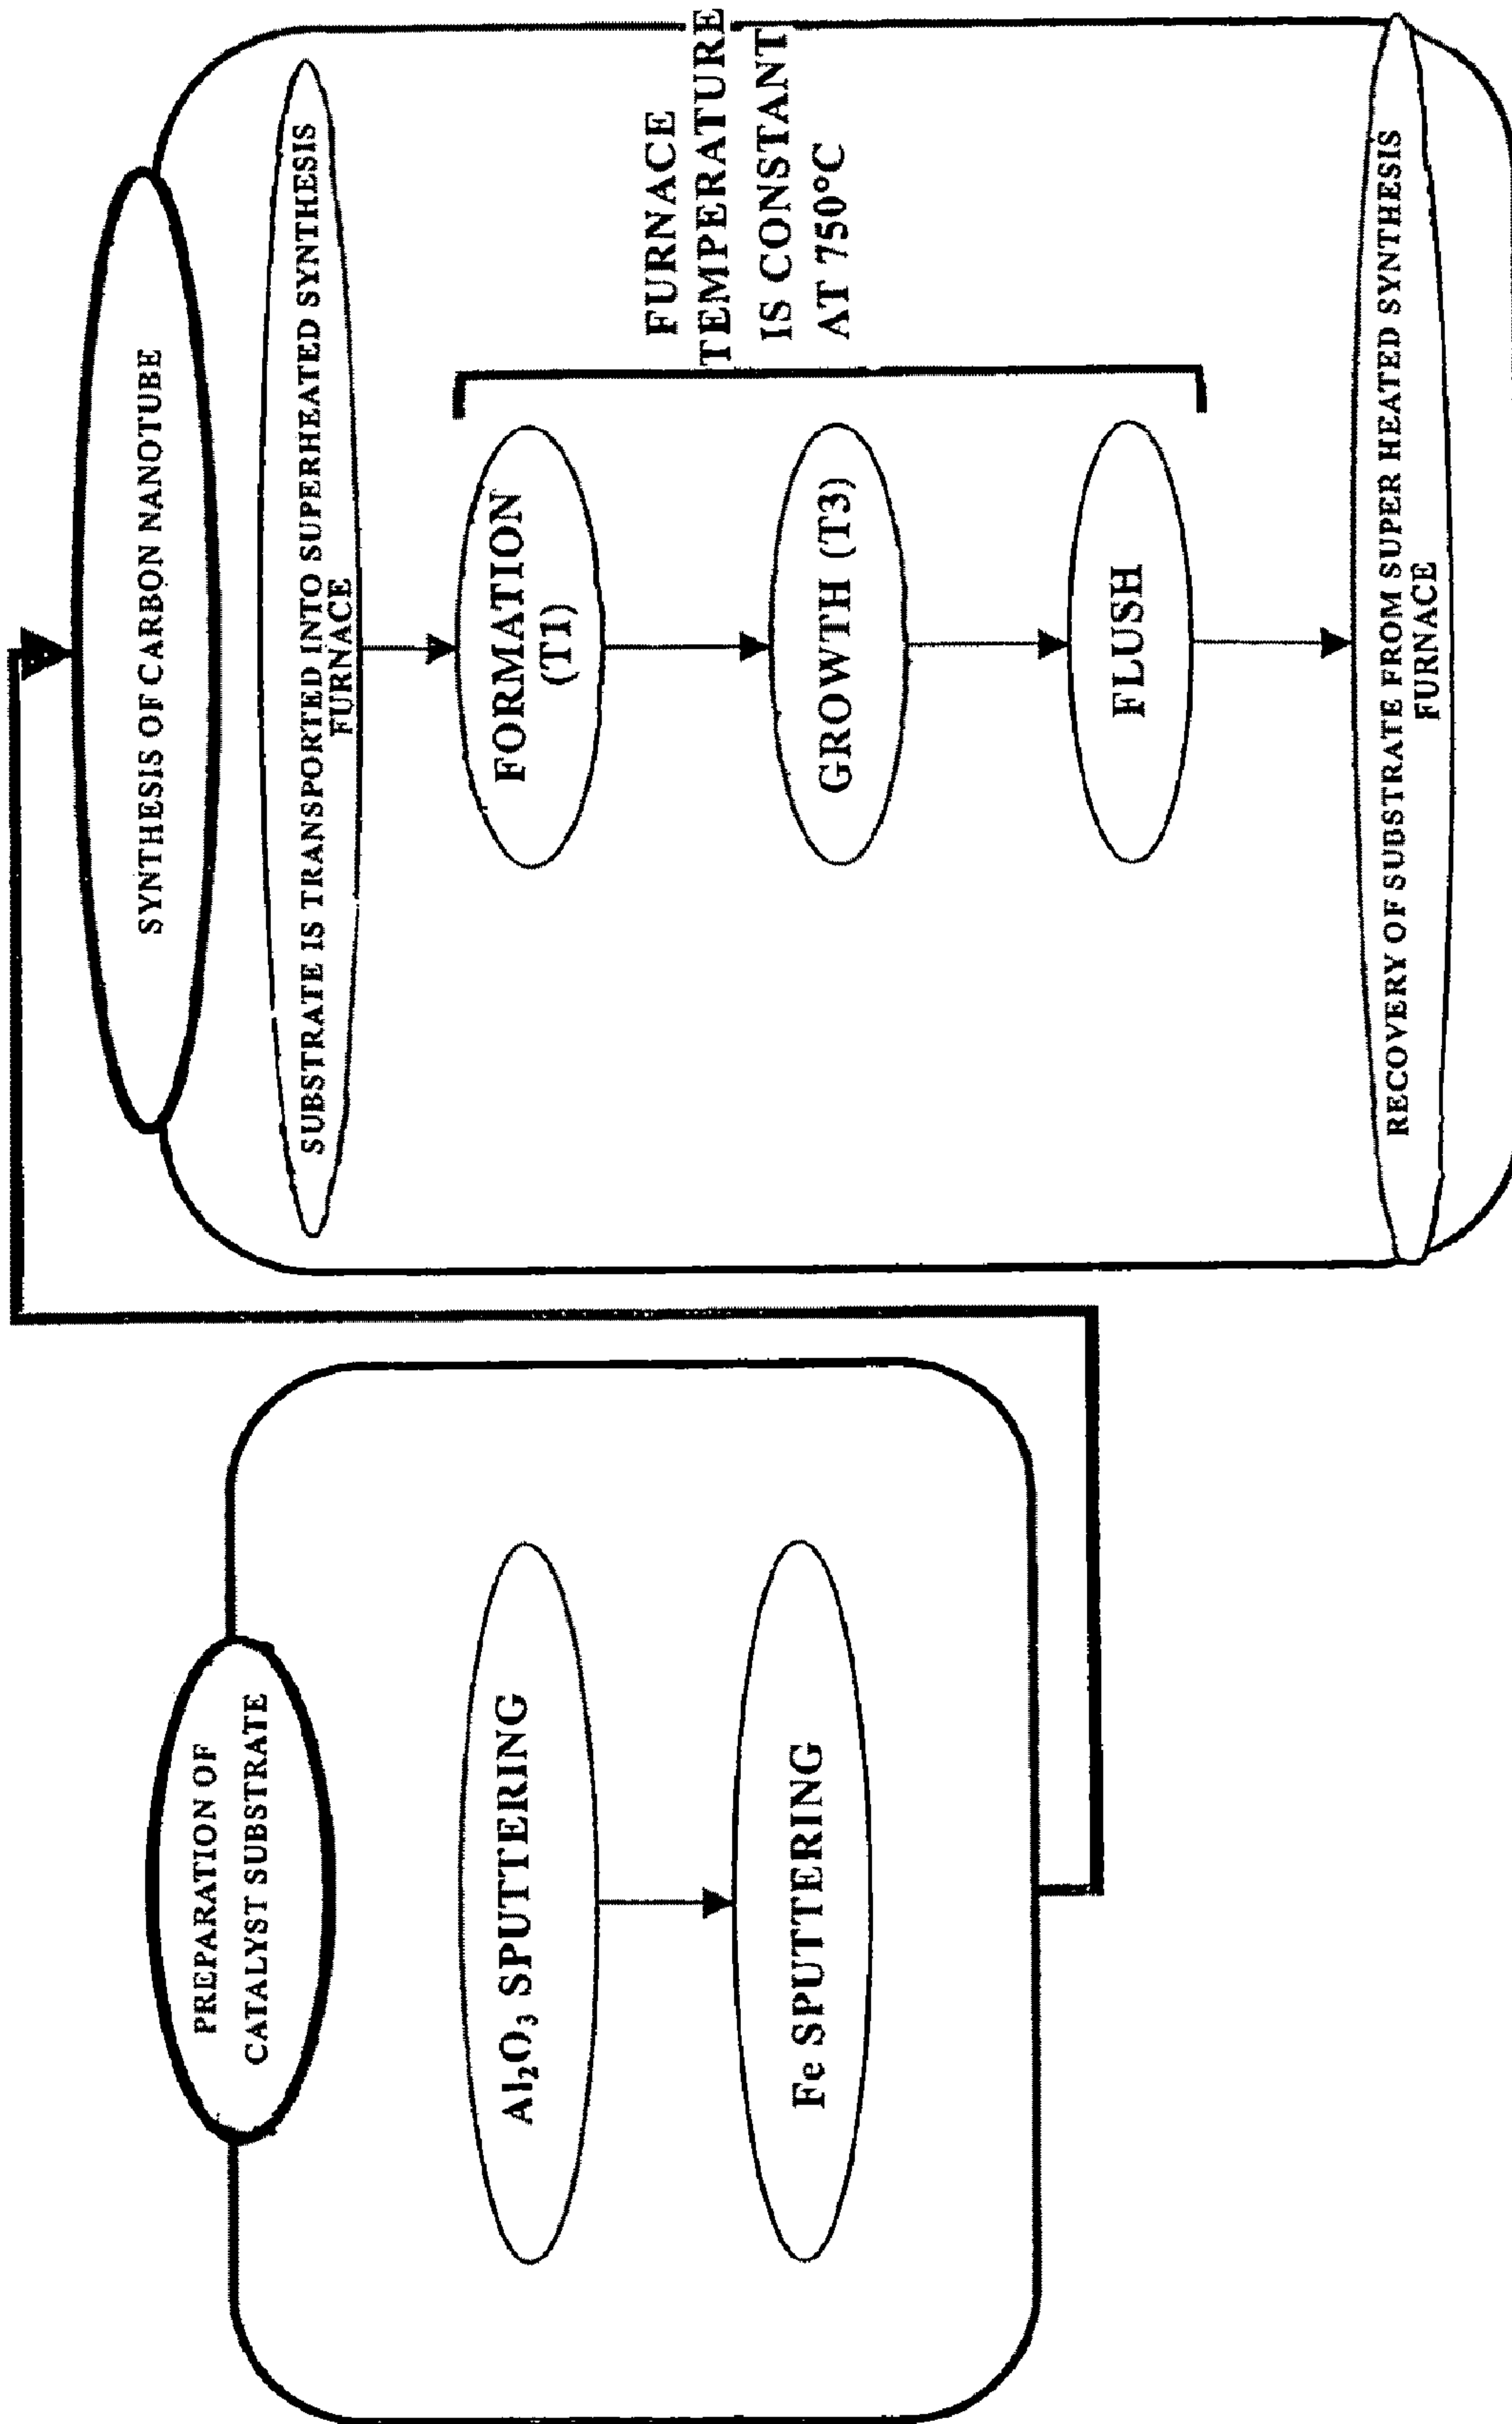 PREPARATION OF
CATALYST SUBSTRATE
Al₂O₃ SPUTTERING
Fe SPUTTERING
SYNTHESIS OF CARBON NANOTUBE
SUBSTRATE IS TRANSPORTED INTO SUPERHEATED SYNTHESIS
FURNACE
FORMATION
(T1)
GROWTH (T3)
FLUSH
FURNACE
TEMPERATURE
IS CONSTANT
AT 750°C
RECOVERY OF SUBSTRATE FROM SUPER HEATED SYNTHESIS
FURNACE